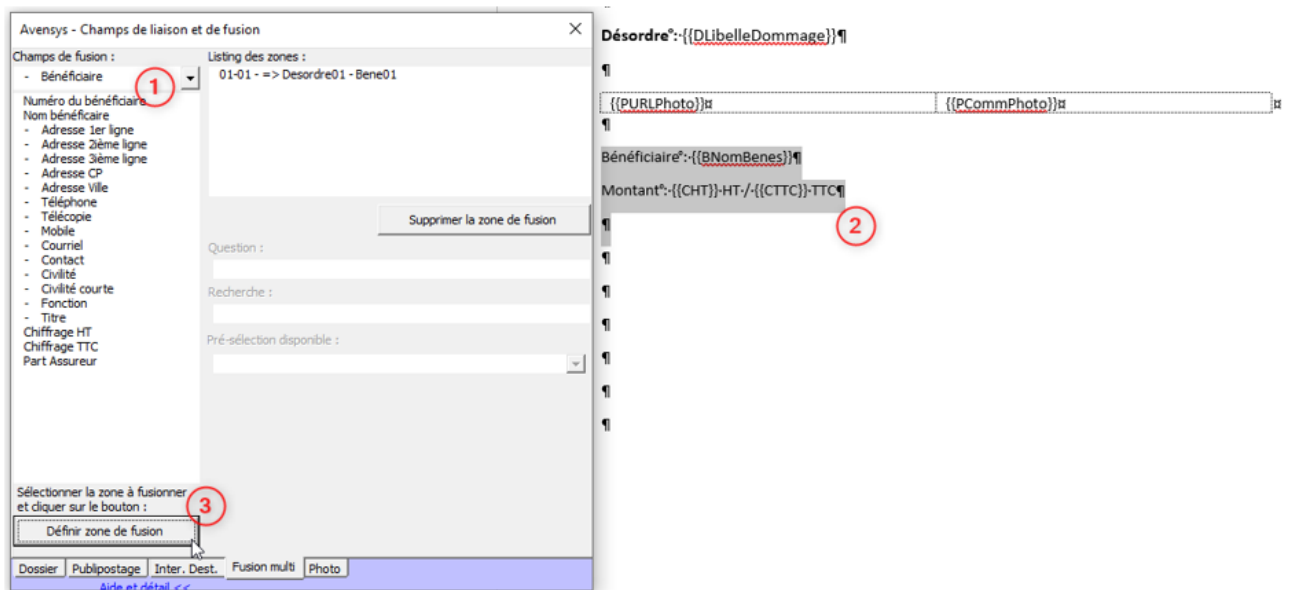 Avensys - Champs de liaison et de fusion
Champs de fusion :
- Bénéficiaire
1
Numéro du bénéficiaire
Nom bénéficaire
- Adresse 1er ligne
- Adresse 2ième ligne
- Adresse 3ième ligne
- Adresse CP
- Adresse Ville
- Téléphone
- Télécopie
- Mobile
- Courriel
- Contact
- Civilité
- Civilité courte
- Fonction
- Titre
Chiffrage HT
Chiffrage TTC
Part Assureur
Sélectionner la zone à fusionner
et cliquer sur le bouton :
3
Définir zone de fusion
Listing des zones :
01-01 - => Desordre01 - Bene01
Supprimer la zone de fusion
Question :
Recherche :
Pré-sélection disponible :
Dossier Publipostage Inter. Dest. Fusion multi Photo
Aide et détail <<
Désordre°:·{{DLibelleDommage}}¶
¶
{{PURLPhoto}}¤ {{PCommPhoto}}¤ ¤
¶
Bénéficiaire°:·{{BNomBenes}}¶
Montant°:·{{CHT}}·HT·/·{{CTTC}}·TTC¶
2
¶
¶
¶
¶
¶
¶
¶